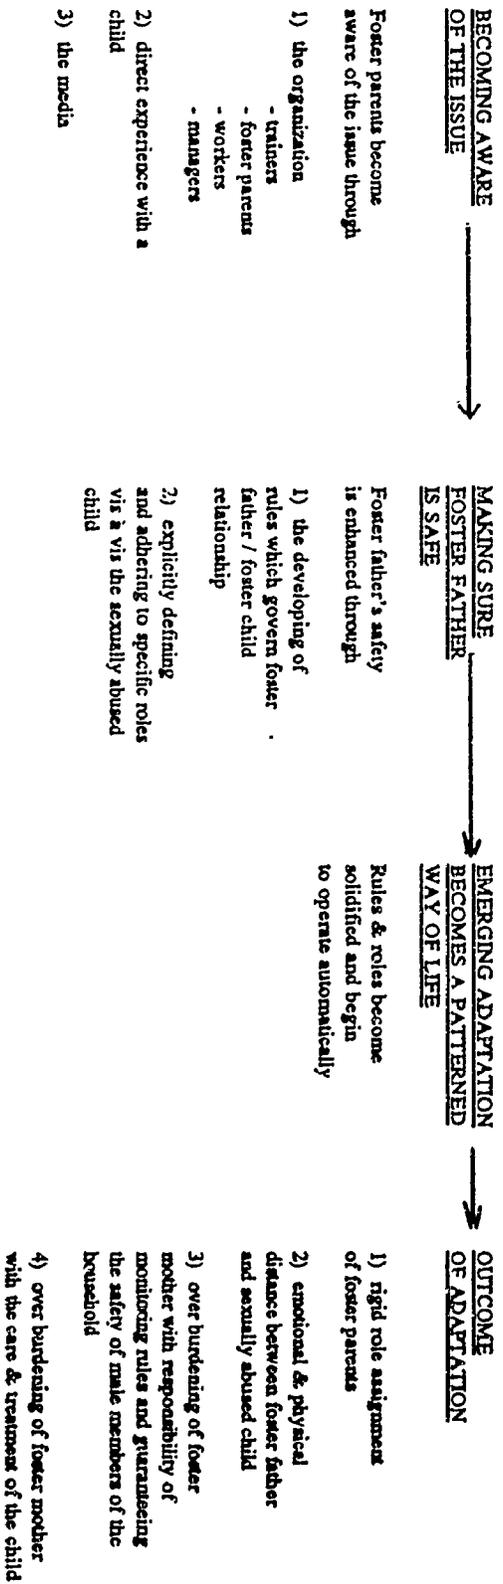 BECOMING AWARE
OF THE ISSUE
Foster parents become
aware of the issue through
1) the organization
- trainers
- foster parents
- workers
- managers
2) direct experience with a
child
3) the media
MAKING SURE
FOSTER FATHER
IS SAFE
Foster father's safety
is enhanced through
1) the developing of
rules which govern foster
father / foster child
relationship
2) explicitly defining
and adhering to specific roles
vis à vis the sexually abused
child
EMERGING ADAPTATION
BECOMES A PATTERNED
WAY OF LIFE
Rules & roles become
solidified and begin
to operate automatically
OUTCOME
OF ADAPTATION
1) rigid role assignment
of foster parents
2) emotional & physical
distance between foster father
and sexually abused child
3) over burdening of foster
mother with responsibility of
monitoring rules and guaranteeing
the safety of male members of the
household
4) over burdening of foster mother
with the care & treatment of the child